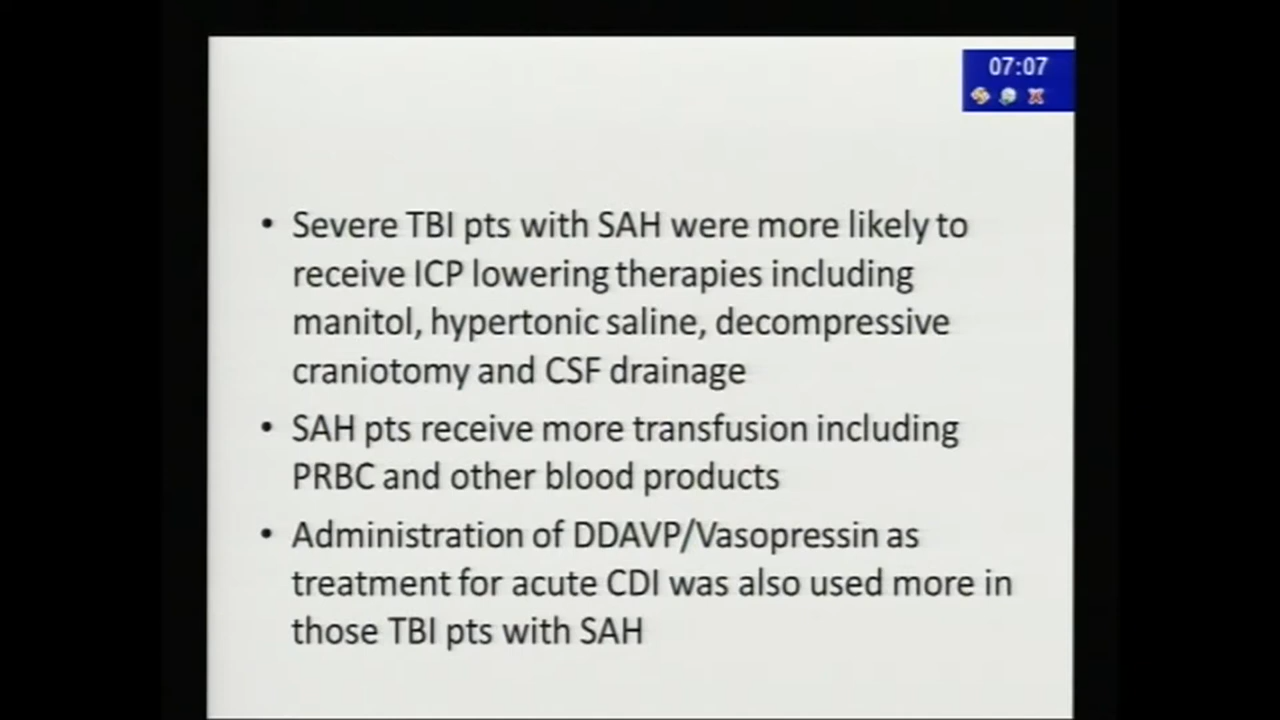 07:07
• Severe TBI pts with SAH were more likely to
receive ICP lowering therapies including
manitol, hypertonic saline, decompressive
craniotomy and CSF drainage
• SAH pts receive more transfusion including
PRBC and other blood products
• Administration of DDAVP/Vasopressin as
treatment for acute CDI was also used more in
those TBI pts with SAH